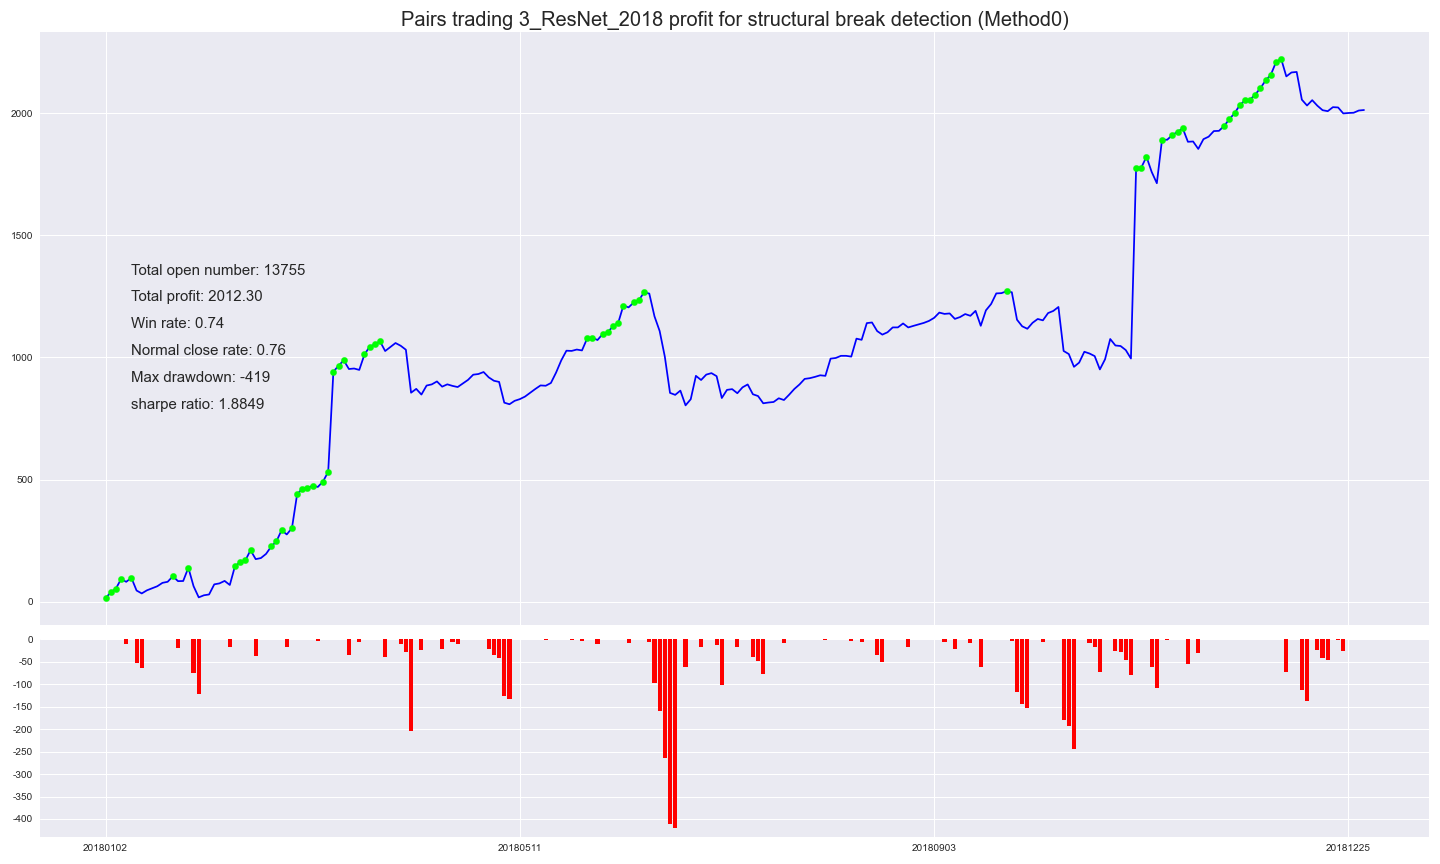 Pairs trading 3_ResNet_2018 profit for structural break detection (Method0)
2000
1500
Total open number: 13755
Total profit: 2012.30
Win rate: 0.74
Normal close rate: 0.76
1000
Max drawdown: -419
sharpe ratio: 1.8849
500
0
0
-50
-100
-150
-200
-250
-300
-350
-400
20180102 20180511 20180903 20181225